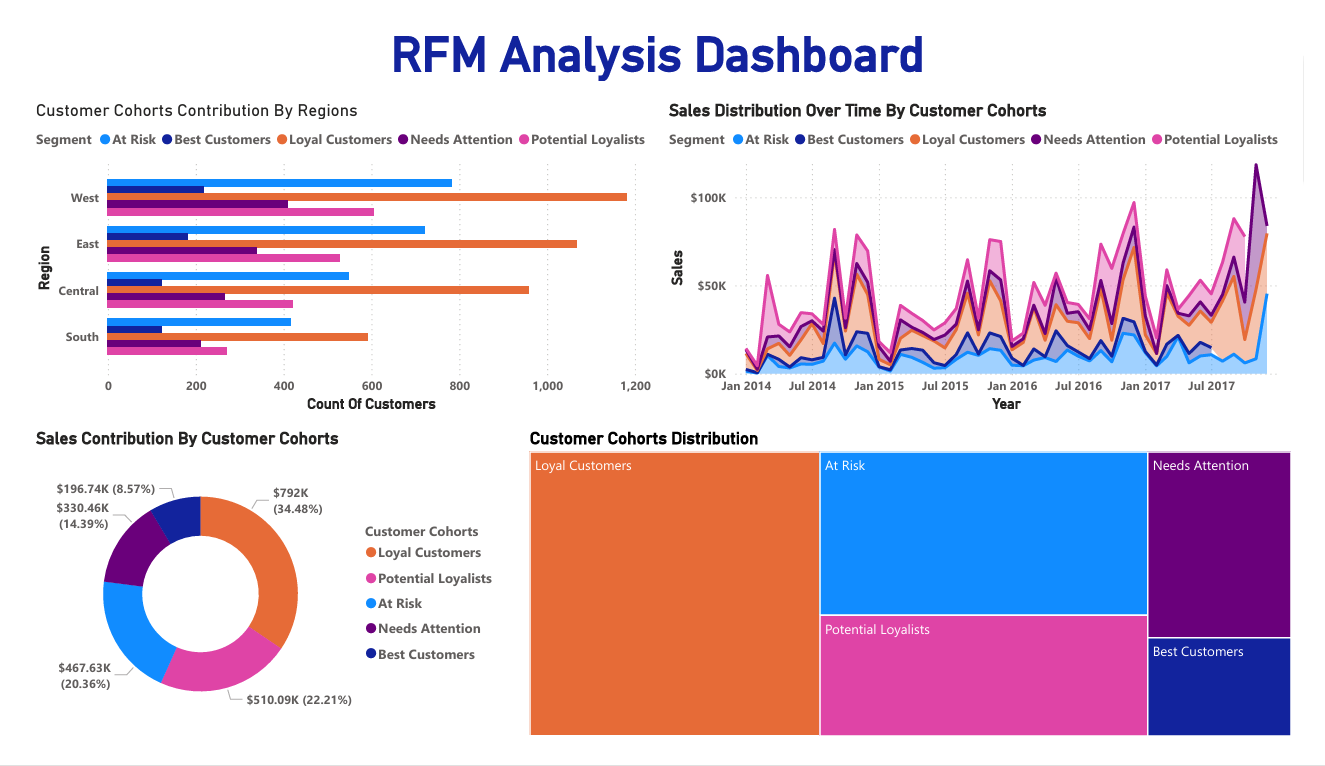 RFM Analysis Dashboard
Customer Cohorts Contribution By Regions
Segment At Risk Best Customers Loyal Customers Needs Attention Potential Loyalists
West
East
Central
South
Region
0 200 400 600 800 1,000 1,200
Count Of Customers
Sales Distribution Over Time By Customer Cohorts
Segment At Risk Best Customers Loyal Customers Needs Attention Potential Loyalists
$100K
$50K
$0K
Sales
Jan 2014 Jul 2014 Jan 2015 Jul 2015 Jan 2016 Jul 2016 Jan 2017 Jul 2017
Year
Sales Contribution By Customer Cohorts
$196.74K (8.57%)
$330.46K
(14.39%)
$792K
(34.48%)
$467.63K
(20.36%)
$510.09K (22.21%)
Customer Cohorts
Loyal Customers
Potential Loyalists
At Risk
Needs Attention
Best Customers
Customer Cohorts Distribution
Loyal Customers
At Risk
Needs Attention
Potential Loyalists
Best Customers